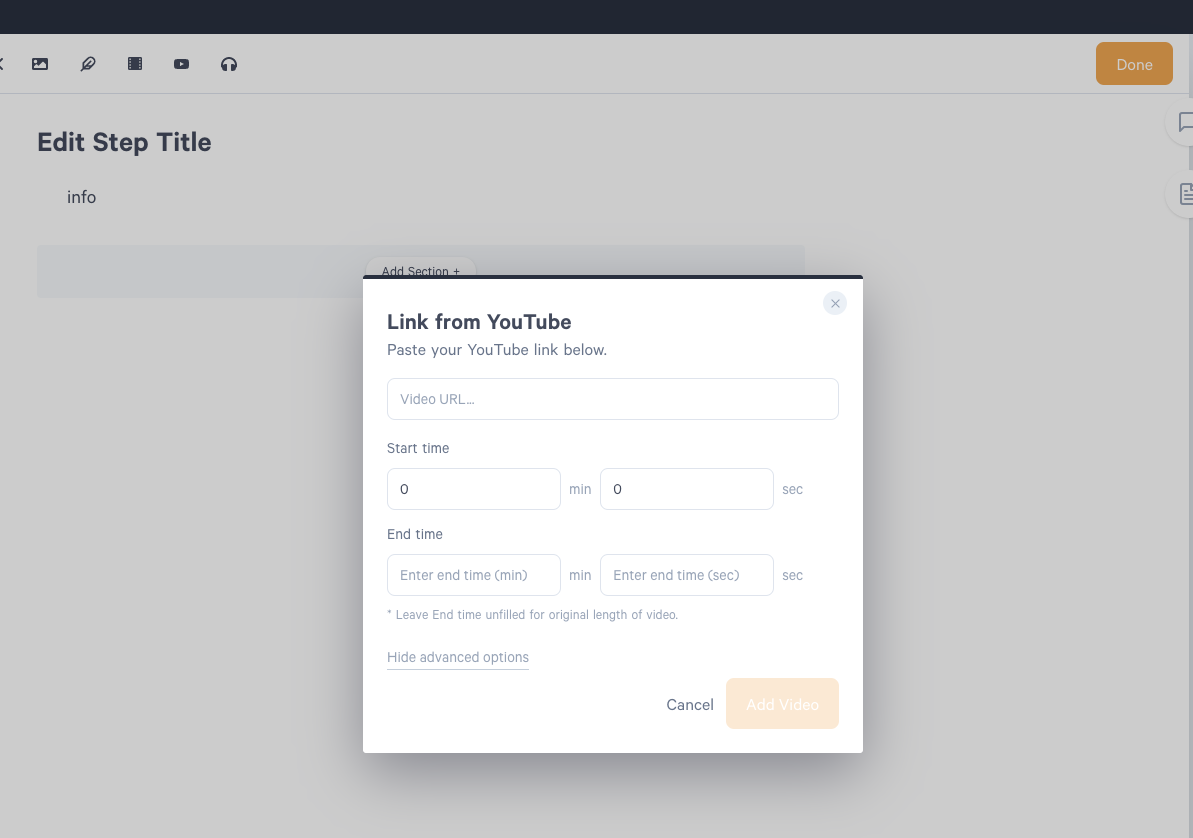 Done
Edit Step Title
info
Add Section +
Link from YouTube
Paste your YouTube link below.
Video URL...
Start time
0 min 0 sec
End time
Enter end time (min) min Enter end time (sec) sec
* Leave End time unfilled for original length of video.
Hide advanced options
Cancel Add Video